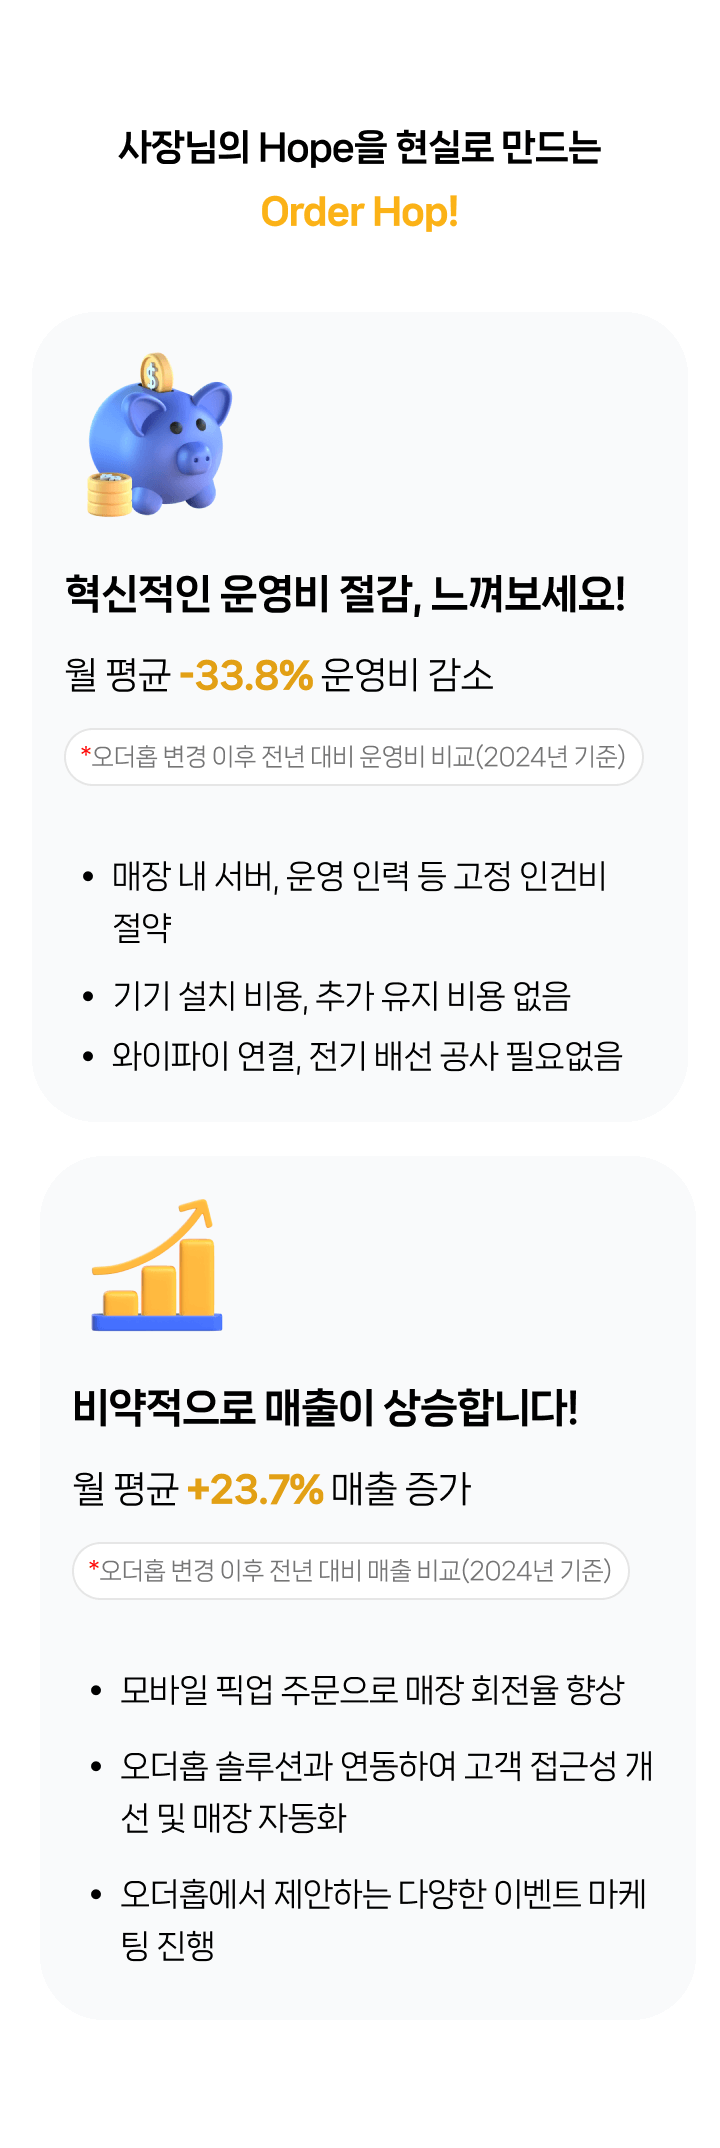 사장님의 Hope을 현실로 만드는
Order Hop!
$
혁신적인 운영비 절감, 느껴보세요!
월 평균 -33.8% 운영비 감소
*오더홉 변경 이후 전년 대비 운영비 비교(2024년 기준)
• 매장 내 서버, 운영 인력 등 고정 인건비
절약
• 기기 설치 비용, 추가 유지 비용 없음
• 와이파이 연결, 전기 배선 공사 필요없음
비약적으로 매출이 상승합니다!
월 평균 +23.7% 매출 증가
*오더홉 변경 이후 전년 대비 매출 비교(2024년 기준)
• 모바일 픽업 주문으로 매장 회전율 향상
• 오더홉 솔루션과 연동하여 고객 접근성 개
선 및 매장 자동화
• 오더홉에서 제안하는 다양한 이벤트 마케
팅 진행